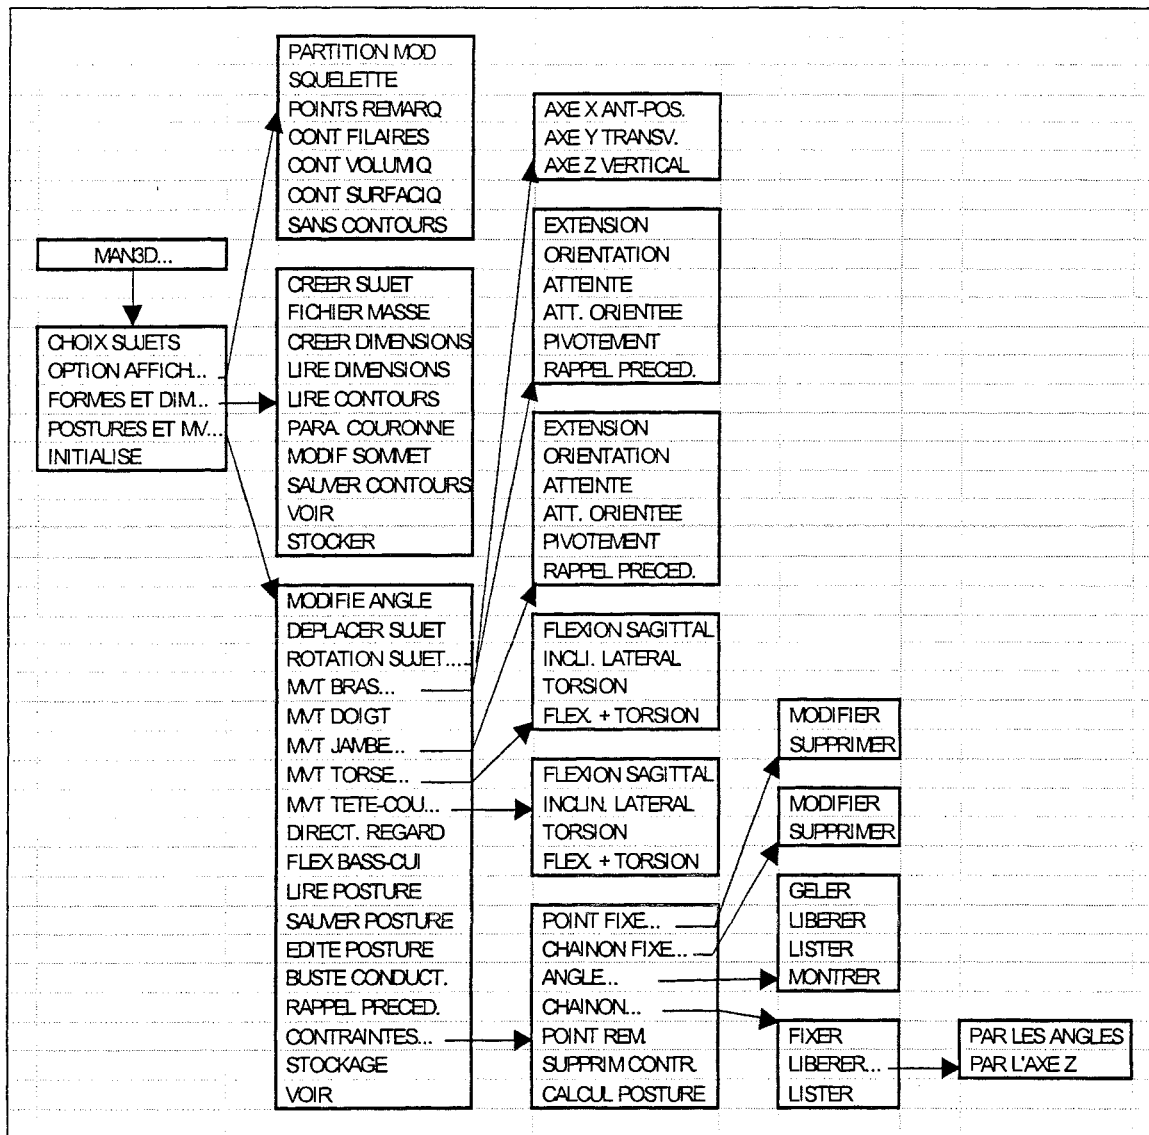 MAN3D...
CHOIX SUJETS
OPTION AFFICH...
FORMES ET DIM...
POSTURES ET MV...
INITIALISE
PARTITION MOD
SQUELETTE
POINTS REMARQ
CONT FILAIRES
CONT VOLUMIQ
CONT SURFACIQ
SANS CONTOURS
CREER SUJET
FICHIER MASSE
CREER DIMENSIONS
LIRE DIMENSIONS
LIRE CONTOURS
PARA. COURONNE
MODIF SOMMET
SAUVER CONTOURS
VOIR
STOCKER
MODIFIE ANGLE
DEPLACER SUJET
ROTATION SUJET...
MVT BRAS...
MVT DOIGT
MVT JAMBE...
MVT TORSE...
MVT TETE-COU...
DIRECT. REGARD
FLEX BASS-CUI
LIRE POSTURE
SAUVER POSTURE
EDITE POSTURE
BUSTE CONDUCT.
RAPPEL PRECED.
CONTRAINTES...
STOCKAGE
VOIR
AXE X ANT-POS.
AXE Y TRANSV.
AXE Z VERTICAL
EXTENSION
ORIENTATION
ATTEINTE
ATT. ORIENTEE
PIVOTEMENT
RAPPEL PRECED.
EXTENSION
ORIENTATION
ATTEINTE
ATT. ORIENTEE
PIVOTEMENT
RAPPEL PRECED.
FLEXION SAGITTAL
INCLI. LATERAL
TORSION
FLEX. + TORSION
FLEXION SAGITTAL
INCLIN. LATERAL
TORSION
FLEX. + TORSION
POINT FIXE...
CHAINON FIXE...
ANGLE...
CHAINON...
POINT REM.
SUPPRIM CONTR.
CALCUL POSTURE
MODIFIER
SUPPRIMER
MODIFIER
SUPPRIMER
GELER
LIBERER
LISTER
MONTRER
FIXER
LIBERER...
LISTER
PAR LES ANGLES
PAR L'AXE Z